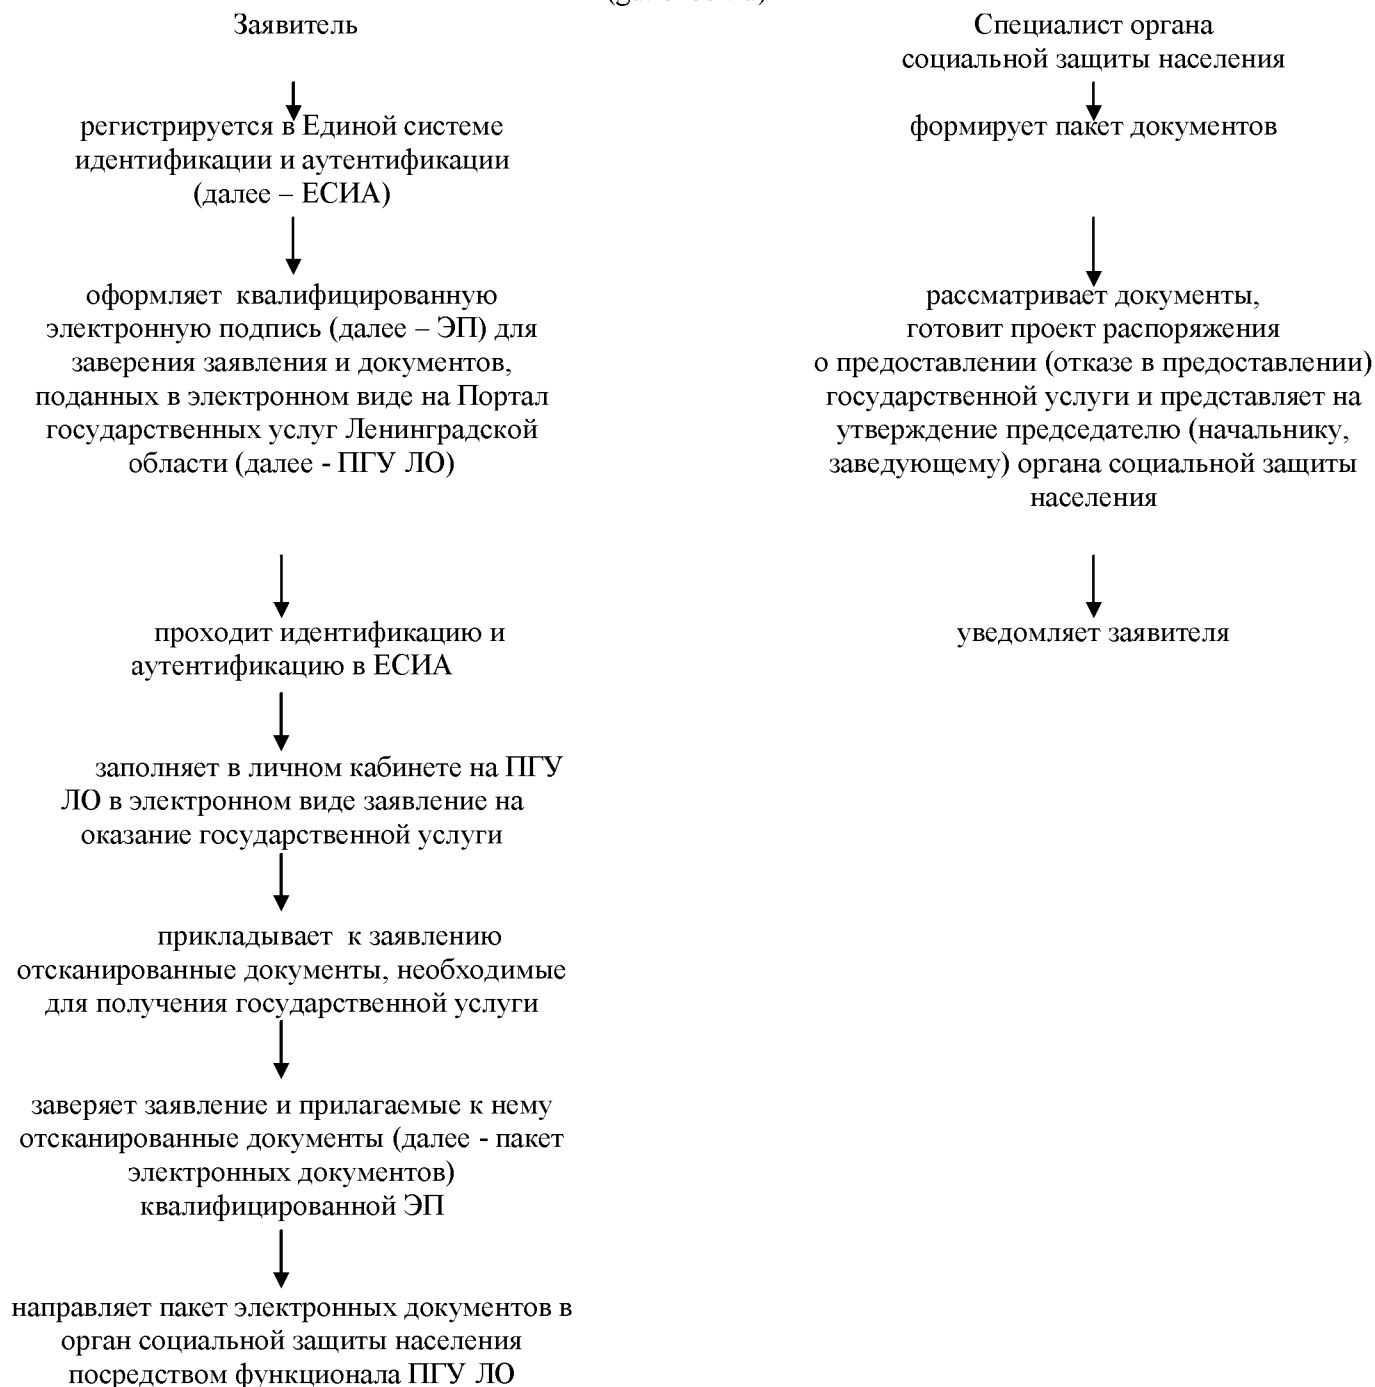 Заявитель
регистрируется в Единой системе
идентификации и аутентификации
(далее – ЕСИА)
оформляет квалифицированную
электронную подпись (далее – ЭП) для
заверения заявления и документов,
поданных в электронном виде на Портал
государственных услуг Ленинградской
области (далее - ПГУ ЛО)
проходит идентификацию и
аутентификацию в ЕСИА
заполняет в личном кабинете на ПГУ
ЛО в электронном виде заявление на
оказание государственной услуги
прикладывает к заявлению
отсканированные документы, необходимые
для получения государственной услуги
заверяет заявление и прилагаемые к нему
отсканированные документы (далее - пакет
электронных документов)
квалифицированной ЭП
направляет пакет электронных документов в
орган социальной защиты населения
посредством функционала ПГУ ЛО
Специалист органа
социальной защиты населения
формирует пакет документов
рассматривает документы,
готовит проект распоряжения
о предоставлении (отказе в предоставлении)
государственной услуги и представляет на
утверждение председателю (начальнику,
заведующему) органа социальной защиты
населения
уведомляет заявителя